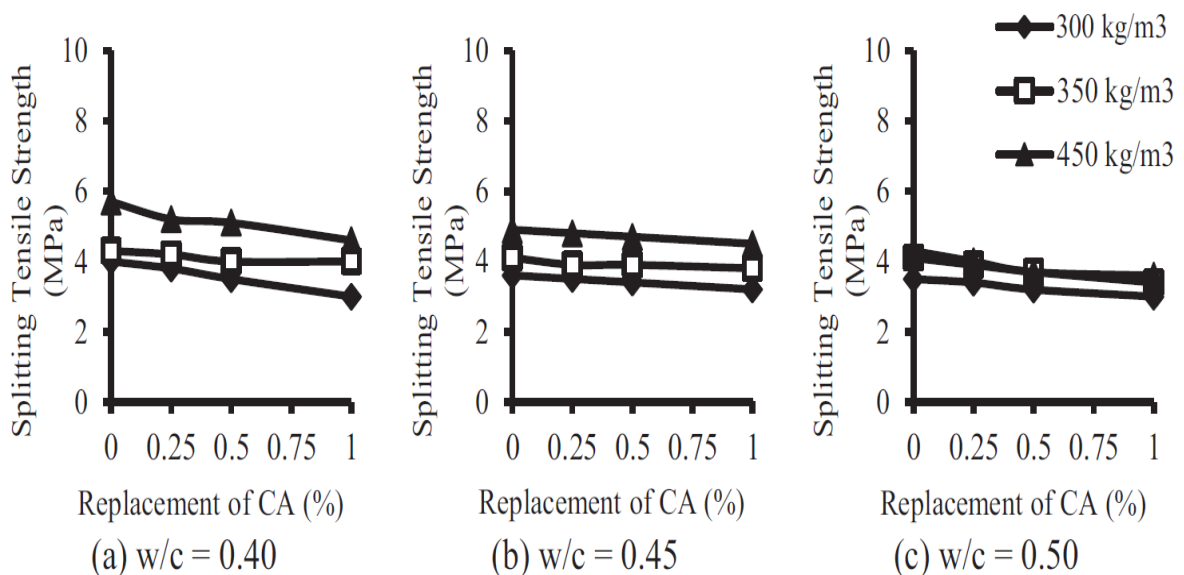 300 kg/m3
350 kg/m3
450 kg/m3
Splitting Tensile Strength
(MPa)
10
8
6
4
2
0
0 0.25 0.5 0.75 1
Replacement of CA (%)
(a) w/c = 0.40
Splitting Tensile Strength
(MPa)
10
8
6
4
2
0
0 0.25 0.5 0.75 1
Replacement of CA (%)
(b) w/c = 0.45
Splitting Tensile Strength
(MPa)
10
8
6
4
2
0
0 0.25 0.5 0.75 1
Replacement of CA (%)
(c) w/c = 0.50